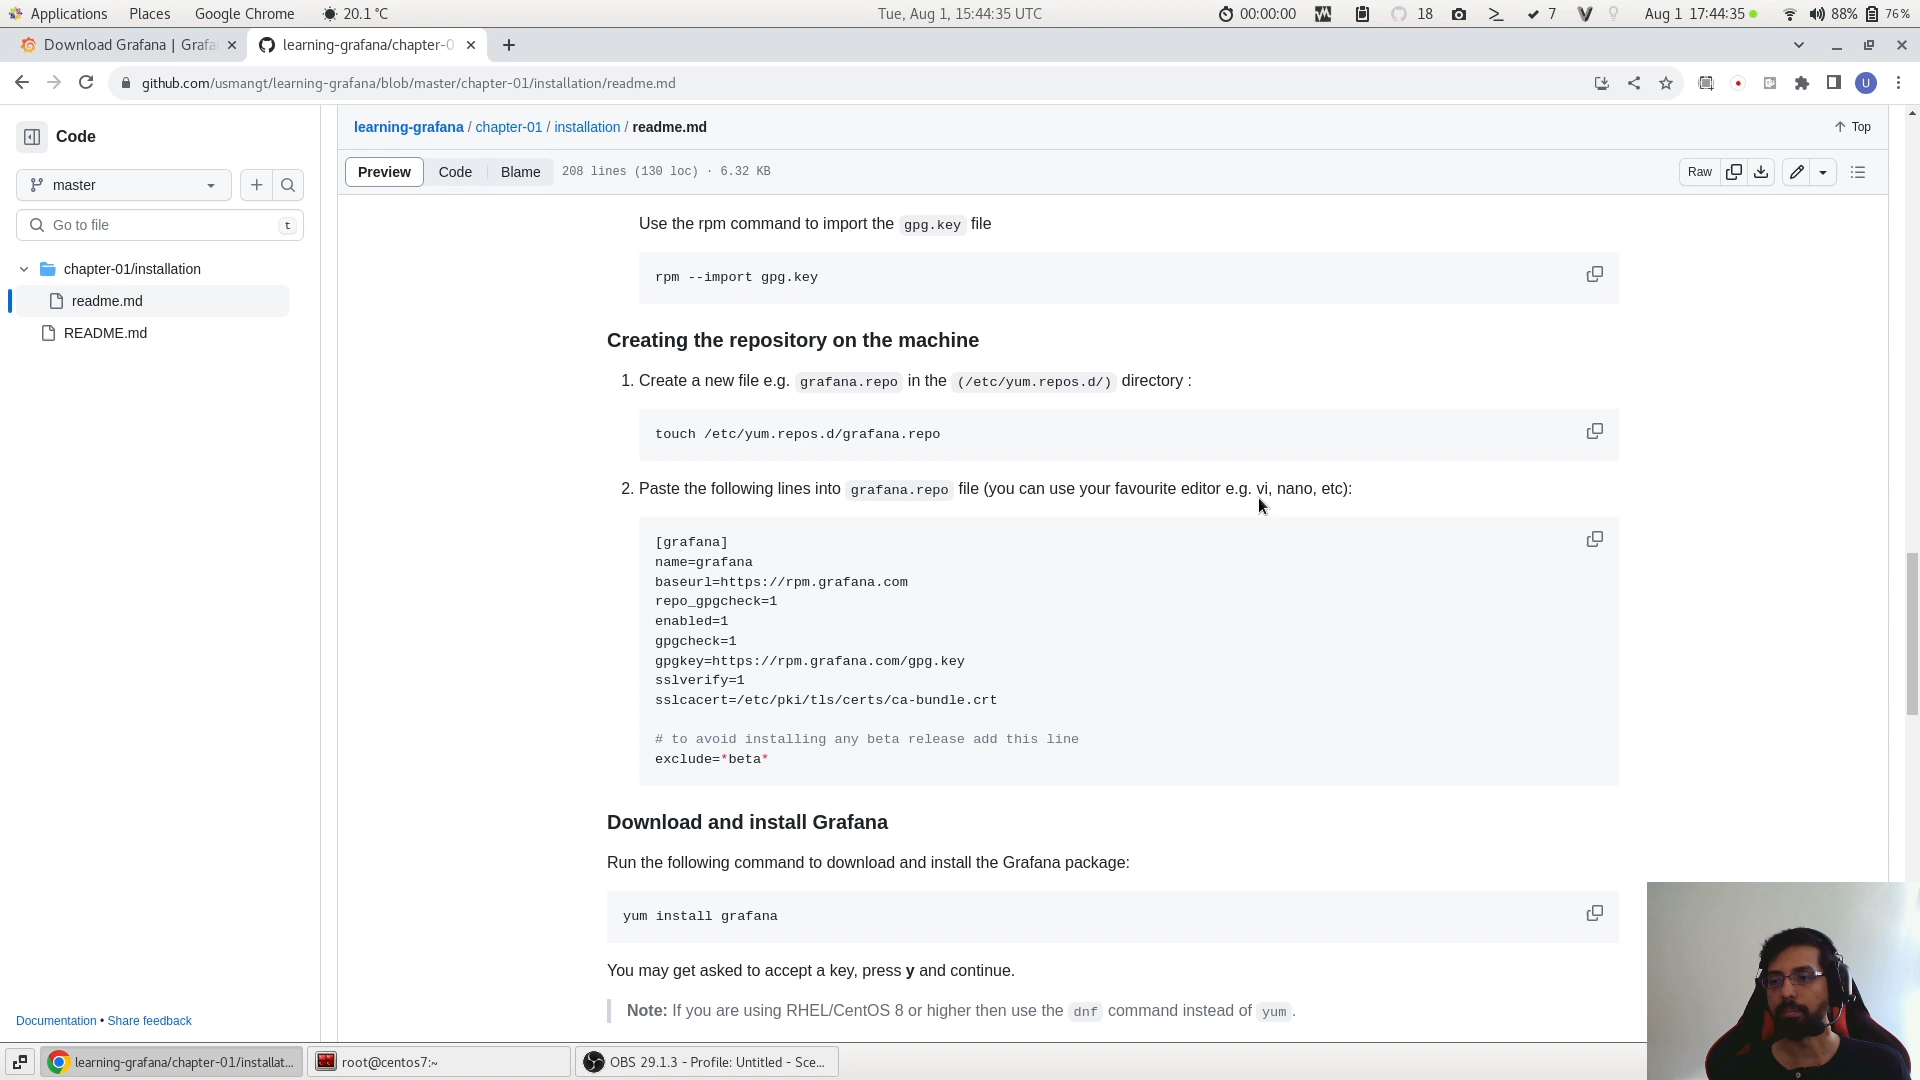 Applications Places Google Chrome 20.1 °C Tue, Aug 1, 15:44:35 UTC 00:00:00 18 7 Aug 1 17:44:35 88% 76%
Download Grafana | Grafa learning-grafana/chapter-0
github.com/usmangt/learning-grafana/blob/master/chapter-01/installation/readme.md U
Code
master
Go to file t
chapter-01/installation
readme.md
README.md
Documentation • Share feedback
learning-grafana / chapter-01 / installation / readme.md Top
Preview Code Blame 208 lines (130 loc) · 6.32 KB Raw
Use the rpm command to import the gpg.key file
rpm --import gpg.key
Creating the repository on the machine
1. Create a new file e.g. grafana.repo in the (/etc/yum.repos.d/) directory :
touch /etc/yum.repos.d/grafana.repo
2. Paste the following lines into grafana.repo file (you can use your favourite editor e.g. vi, nano, etc):
[grafana]
name=grafana
baseurl=https://rpm.grafana.com
repo_gpgcheck=1
enabled=1
gpgcheck=1
gpgkey=https://rpm.grafana.com/gpg.key
sslverify=1
sslcacert=/etc/pki/tls/certs/ca-bundle.crt
# to avoid installing any beta release add this line
exclude=*beta*
Download and install Grafana
Run the following command to download and install the Grafana package:
yum install grafana
You may get asked to accept a key, press y and continue.
Note: If you are using RHEL/CentOS 8 or higher then use the dnf command instead of yum.
learning-grafana/chapter-01/installat... root@centos7:~ OBS 29.1.3 - Profile: Untitled - Sce...